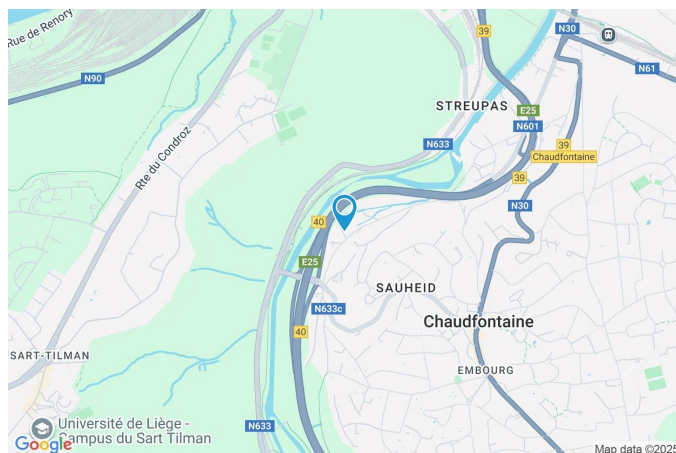 Rue de Renory
N90
39
N30
N61
STREUPAS
E25
N601
Rte du Condroz
N633
39
Chaudfontaine
39
40
N30
E25
SAUHEID
N633c
Chaudfontaine
40
SART-TILMAN
EMBOURG
Université de Liège -
Campus du Sart Tilman
N633
Google
Map data ©2025